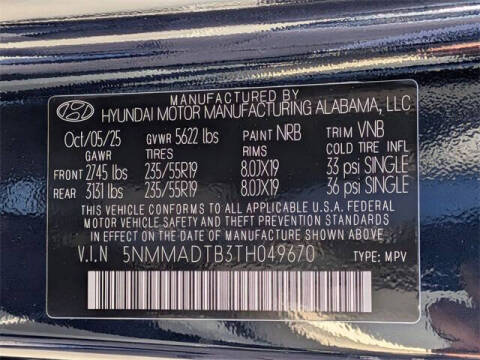 MANUFACTURED BY
HYUNDAI MOTOR MANUFACTURING ALABAMA, LLC
Oct/05/25 GVWR 5622 lbs PAINT NRB TRIM VNB
GAWR TIRES RIMS COLD TIRE INFL
FRONT 2745 lbs 235/55R19 8.0JX19 33 psi SINGLE
REAR 3131 lbs 235/55R19 8.0JX19 36 psi SINGLE
THIS VEHICLE CONFORMS TO ALL APPLICABLE U.S.A. FEDERAL
MOTOR VEHICLE SAFETY AND THEFT PREVENTION STANDARDS
IN EFFECT ON THE DATE OF MANUFACTURE SHOWN ABOVE.
V.I.N 5NMMADTB3TH049670 TYPE: MPV